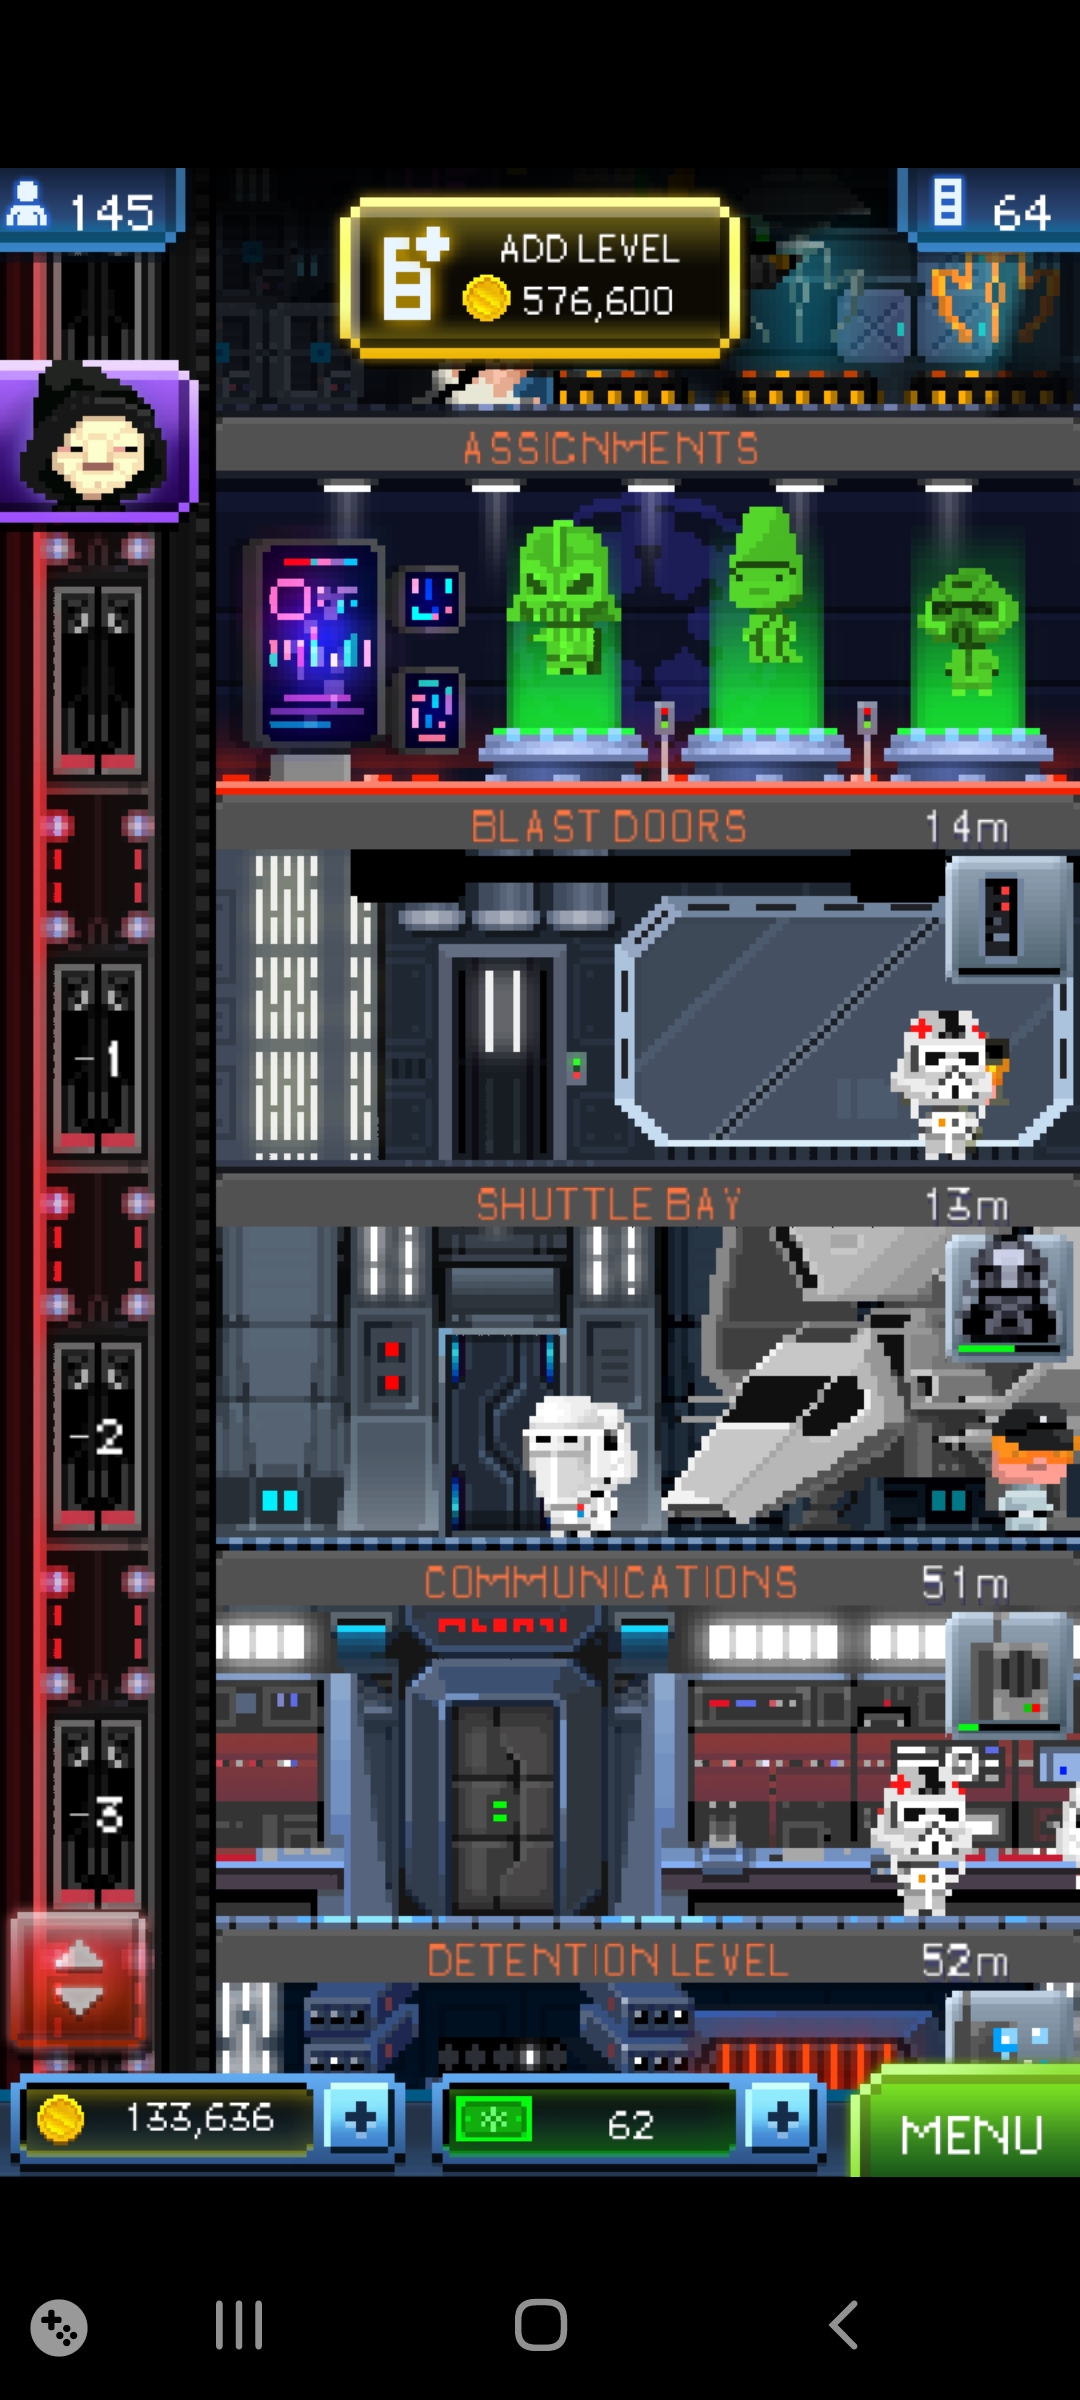 145
ADD LEVEL
576,600
64
ASSIGNMENTS
BLAST DOORS 14m
-1
SHUTTLE BAY 13m
-2
COMMUNICATIONS 51m
-3
DETENTION LEVEL 52m
133,636
62
MENU